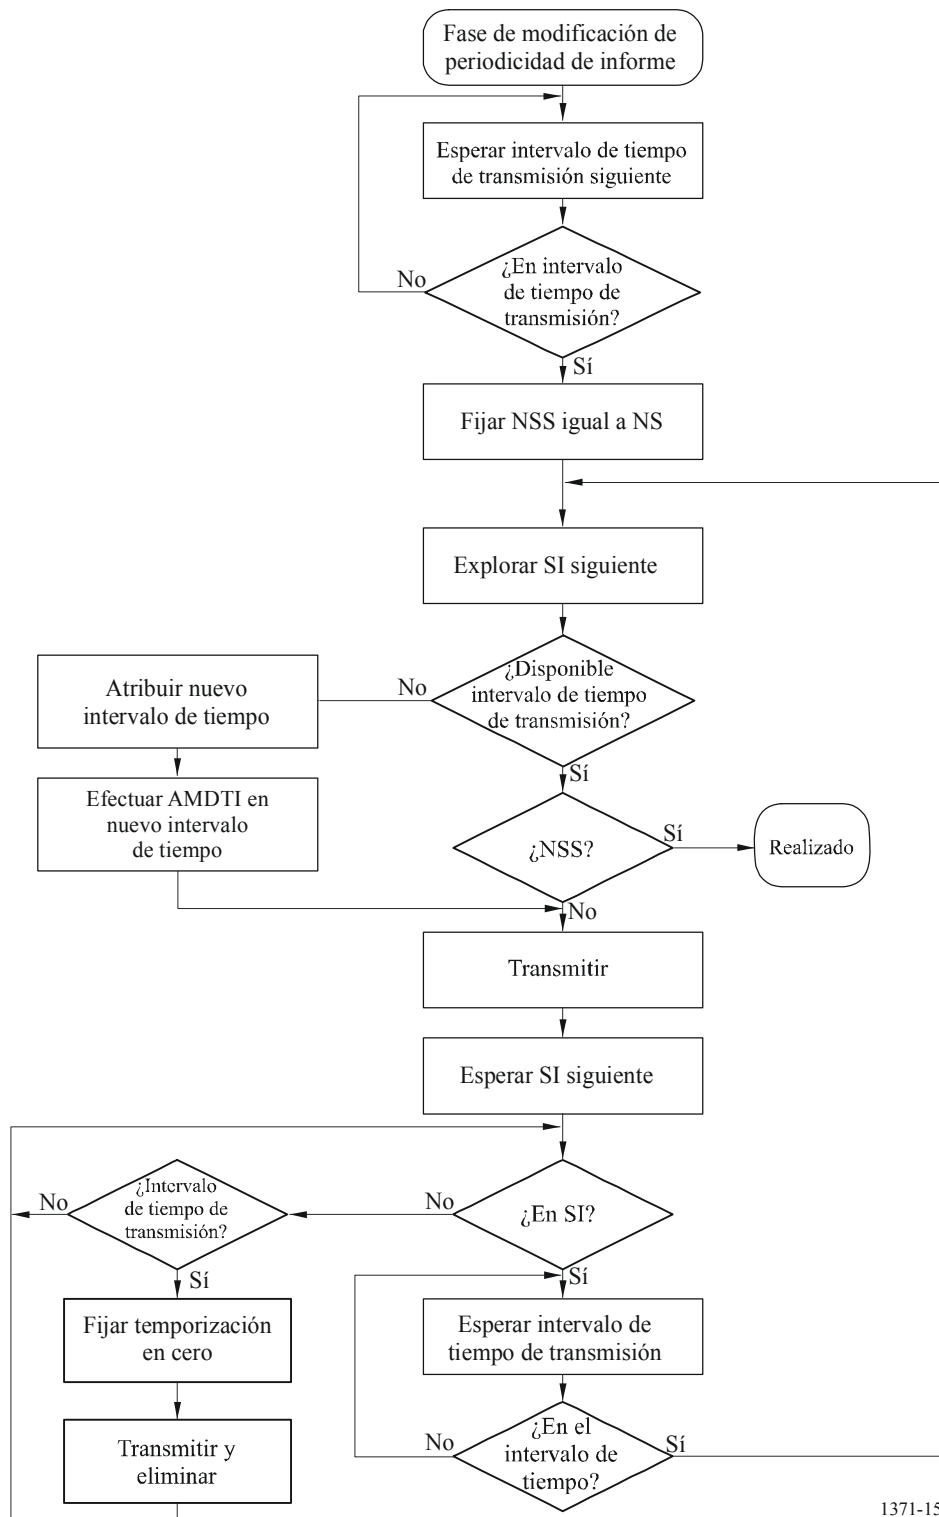 Fase de modificación de
periodicidad de informe
Esperar intervalo de tiempo
de transmisión siguiente
¿En intervalo
de tiempo de
transmisión?
No
Sí
Fijar NSS igual a NS
Explorar SI siguiente
¿Disponible
intervalo de tiempo
de transmisión?
No
Sí
Atribuir nuevo
intervalo de tiempo
Efectuar AMDTI en
nuevo intervalo
de tiempo
¿NSS?
Sí
Realizado
No
Transmitir
Esperar SI siguiente
¿En SI?
No
Sí
¿Intervalo
de tiempo de
transmisión?
No
Sí
Fijar temporización
en cero
Transmitir y
eliminar
Esperar intervalo de
tiempo de transmisión
¿En el
intervalo de
tiempo?
No
Sí
1371-15